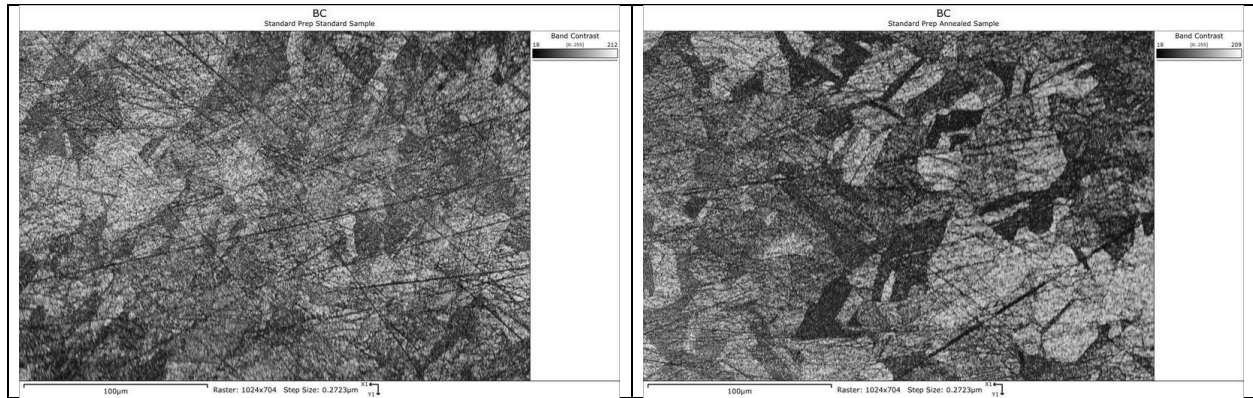 BC
Standard Prep Standard Sample
Band Contrast
18 [0..255] 212
100µm Raster: 1024x704 Step Size: 0.2723µm X1 Y1
BC
Standard Prep Annealed Sample
Band Contrast
18 [0..255] 209
100µm Raster: 1024x704 Step Size: 0.2723µm X1 Y1